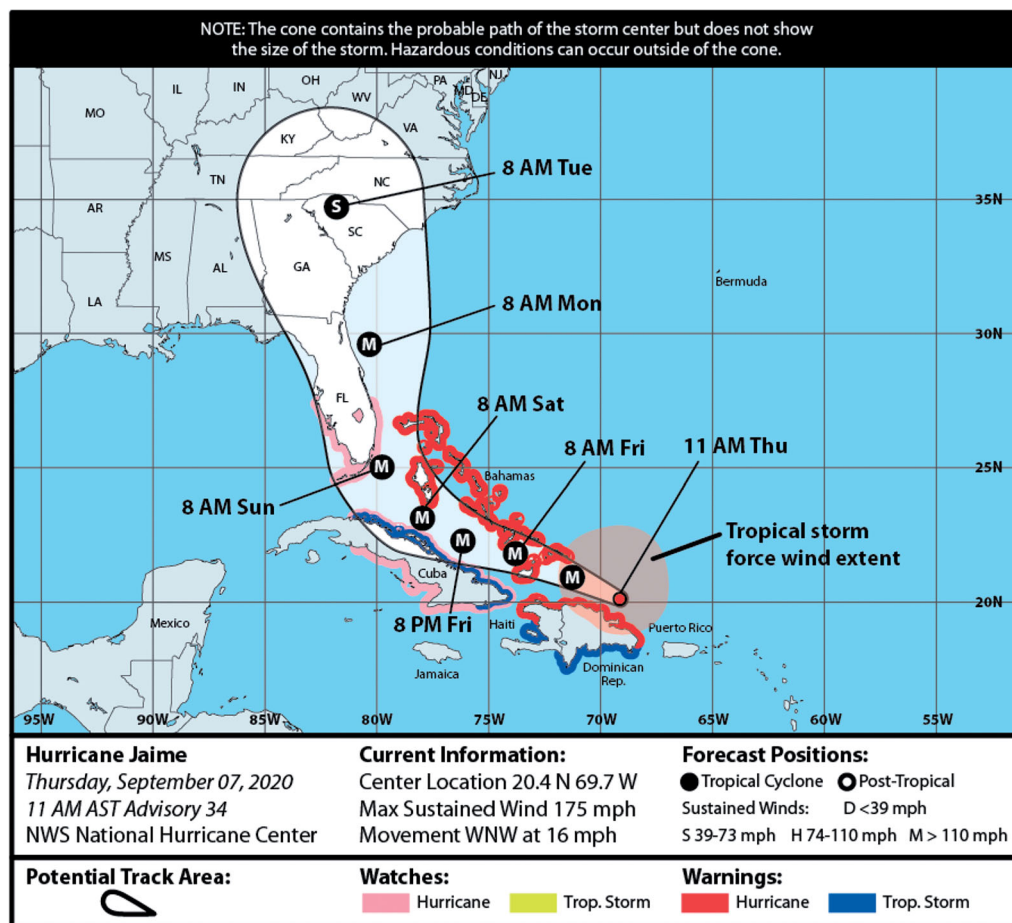 NOTE: The cone contains the probable path of the storm center but does not show
the size of the storm. Hazardous conditions can occur outside of the cone.
NJ
PA
OH
IN
IL
MD
DE
WV
MO
VA
KY
8 AM Tue
NC
TN
35N
AR
S
SC
MS
AL
GA
LA
Bermuda
8 AM Mon
30N
M
FL
8 AM Sat
8 AM Fri
11 AM Thu
25N
M
Bahamas
8 AM Sun
M
Tropical storm
force wind extent
M
M
M
Cuba
20N
8 PM Fri
Haiti
Mexico
Puerto Rico
Jamaica
Dominican
Rep.
95W 90W 85W 80W 75W 70W 65W 60W 55W
Hurricane Jaime
Thursday, September 07, 2020
11 AM AST Advisory 34
NWS National Hurricane Center
Current Information:
Center Location 20.4 N 69.7 W
Max Sustained Wind 175 mph
Movement WNW at 16 mph
Forecast Positions:
Tropical Cyclone Post-Tropical
Sustained Winds: D <39 mph
S 39-73 mph H 74-110 mph M > 110 mph
Potential Track Area:
Watches:
Hurricane Trop. Storm
Warnings:
Hurricane Trop. Storm